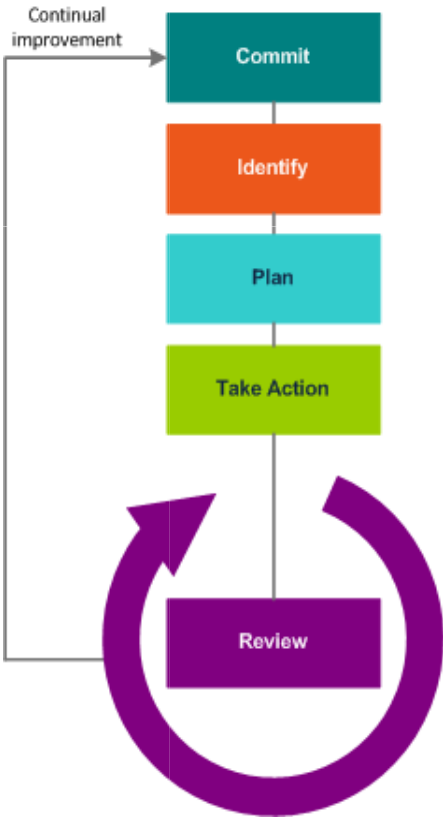 Continual
improvement
Commit
Identify
Plan
Take Action
Review